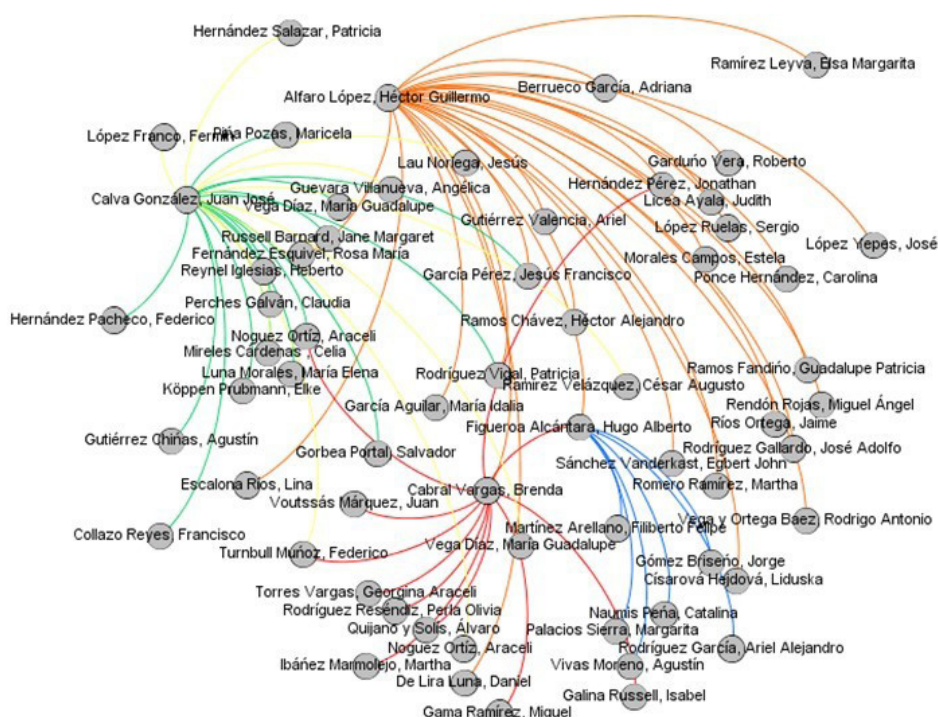 Hernández Salazar, Patricia
Ramírez Leyva, Elsa Margarita
Berrueco García, Adriana
Alfaro López, Héctor Guillermo
López Franco, Fermín
Piña Pozas, Maricela
Lau Noriega, Jesús
Garduño Vera, Roberto
Hernández Pérez, Jonathan
Guevara Villanueva, Angélica
Calva González, Juan José
Vega Díaz, María Guadalupe
Licea Ayala, Judith
Gutiérrez Valencia, Ariel
López Ruelas, Sergio
Russell Barnard, Jane Margaret
López Yepes, José
Fernández Esquivel, Rosa María
Morales Campos, Estela
Reynel Iglesias, Heberto
García Pérez, Jesús Francisco
Ponce Hernández, Carolina
Perches Galván, Claudia
Hernández Pacheco, Federico
Ramos Chávez, Héctor Alejandro
Noguez Ortíz, Araceli
Mireles Cárdenas , Celia
Ramos Fandiño, Guadalupe Patricia
Luna Morales, María Elena
Rodríguez Vigal, Patricia
Ramírez Velázquez, César Augusto
Köppen Prubmann, Elke
Rendón Rojas, Miguel Ángel
García Aguilar, María Idalia
Ríos Ortega, Jaime
Figueroa Alcántara, Hugo Alberto
Gutiérrez Chiñas, Agustín
Rodríguez Gallardo, José Adolfo
Gorbea Portal, Salvador
Sánchez Vanderkast, Egbert John
Escalona Ríos, Lina
Romero Ramírez, Martha
Cabral Vargas, Brenda
Voutssás Márquez, Juan
Vega y Ortega Baez, Rodrigo Antonio
Martínez Arellano, Filiberto Felipe
Collazo Reyes, Francisco
Vega Díaz, María Guadalupe
Turnbull Muñoz, Federico
Gómez Briseño, Jorge
Císarová Hejdová, Liduska
Torres Vargas, Georgina Araceli
Rodríguez Reséndiz, Perla Olivia
Naumis Peña, Catalina
Quijano y Solís, Álvaro
Palacios Sierra, Margarita
Noguez Ortíz, Araceli
Rodríguez García, Ariel Alejandro
Ibáñez Marmolejo, Martha
Vivas Moreno, Agustín
De Lira Luna, Daniel
Galina Russell, Isabel
Gama Ramírez, Miguel